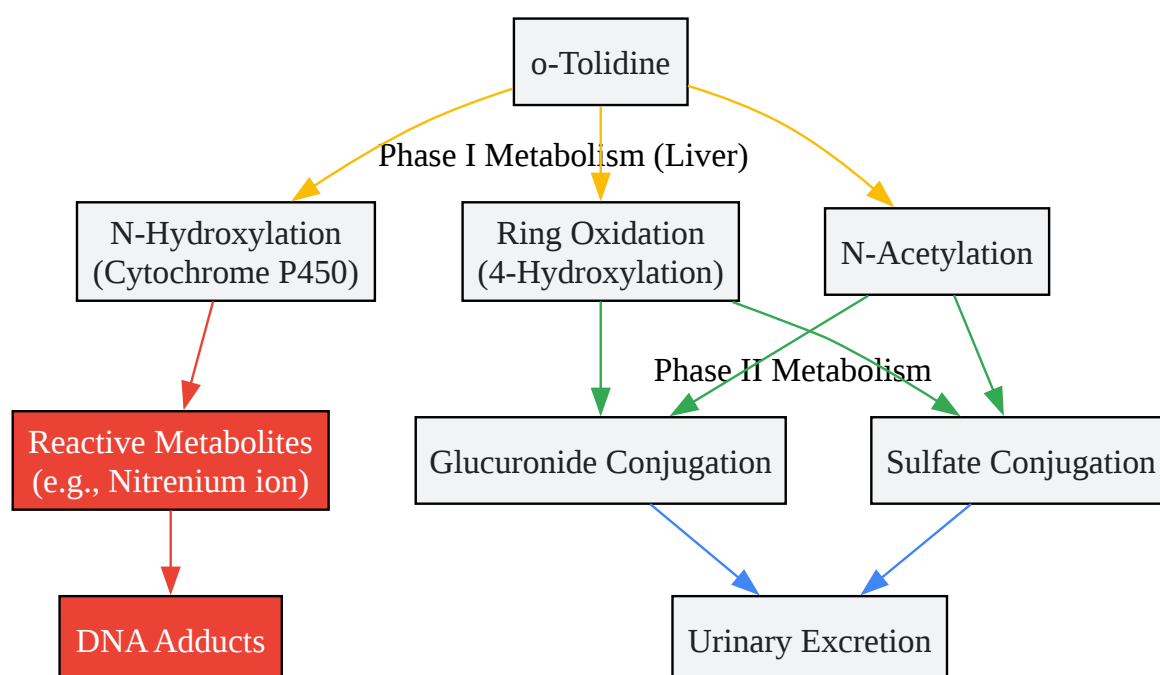 o-Tolidine
Phase I Metabolism (Liver)
N-Hydroxylation
(Cytochrome P450)
Ring Oxidation
(4-Hydroxylation)
N-Acetylation
Phase II Metabolism
Reactive Metabolites
(e.g., Nitrenium ion)
Glucuronide Conjugation
Sulfate Conjugation
DNA Adducts
Urinary Excretion